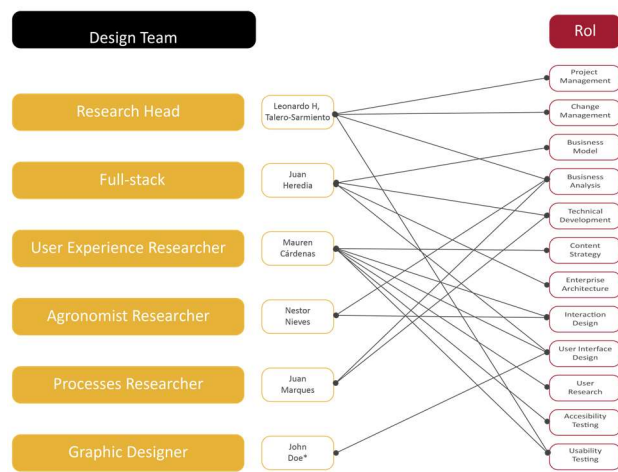 Design Team
Rol
Research Head
Leonardo H,
Talero-Sarmiento
Full-stack
Juan
Heredia
User Experience Researcher
Mauren
Cárdenas
Agronomist Researcher
Nestor
Nieves
Processes Researcher
Juan
Marques
Graphic Designer
John
Doe*
Project
Management
Change
Management
Busisness
Model
Business
Analysis
Technical
Development
Content
Strategy
Enterprise
Architecture
Interaction
Design
User Interface
Design
User
Research
Accesibility
Testing
Usability
Testing